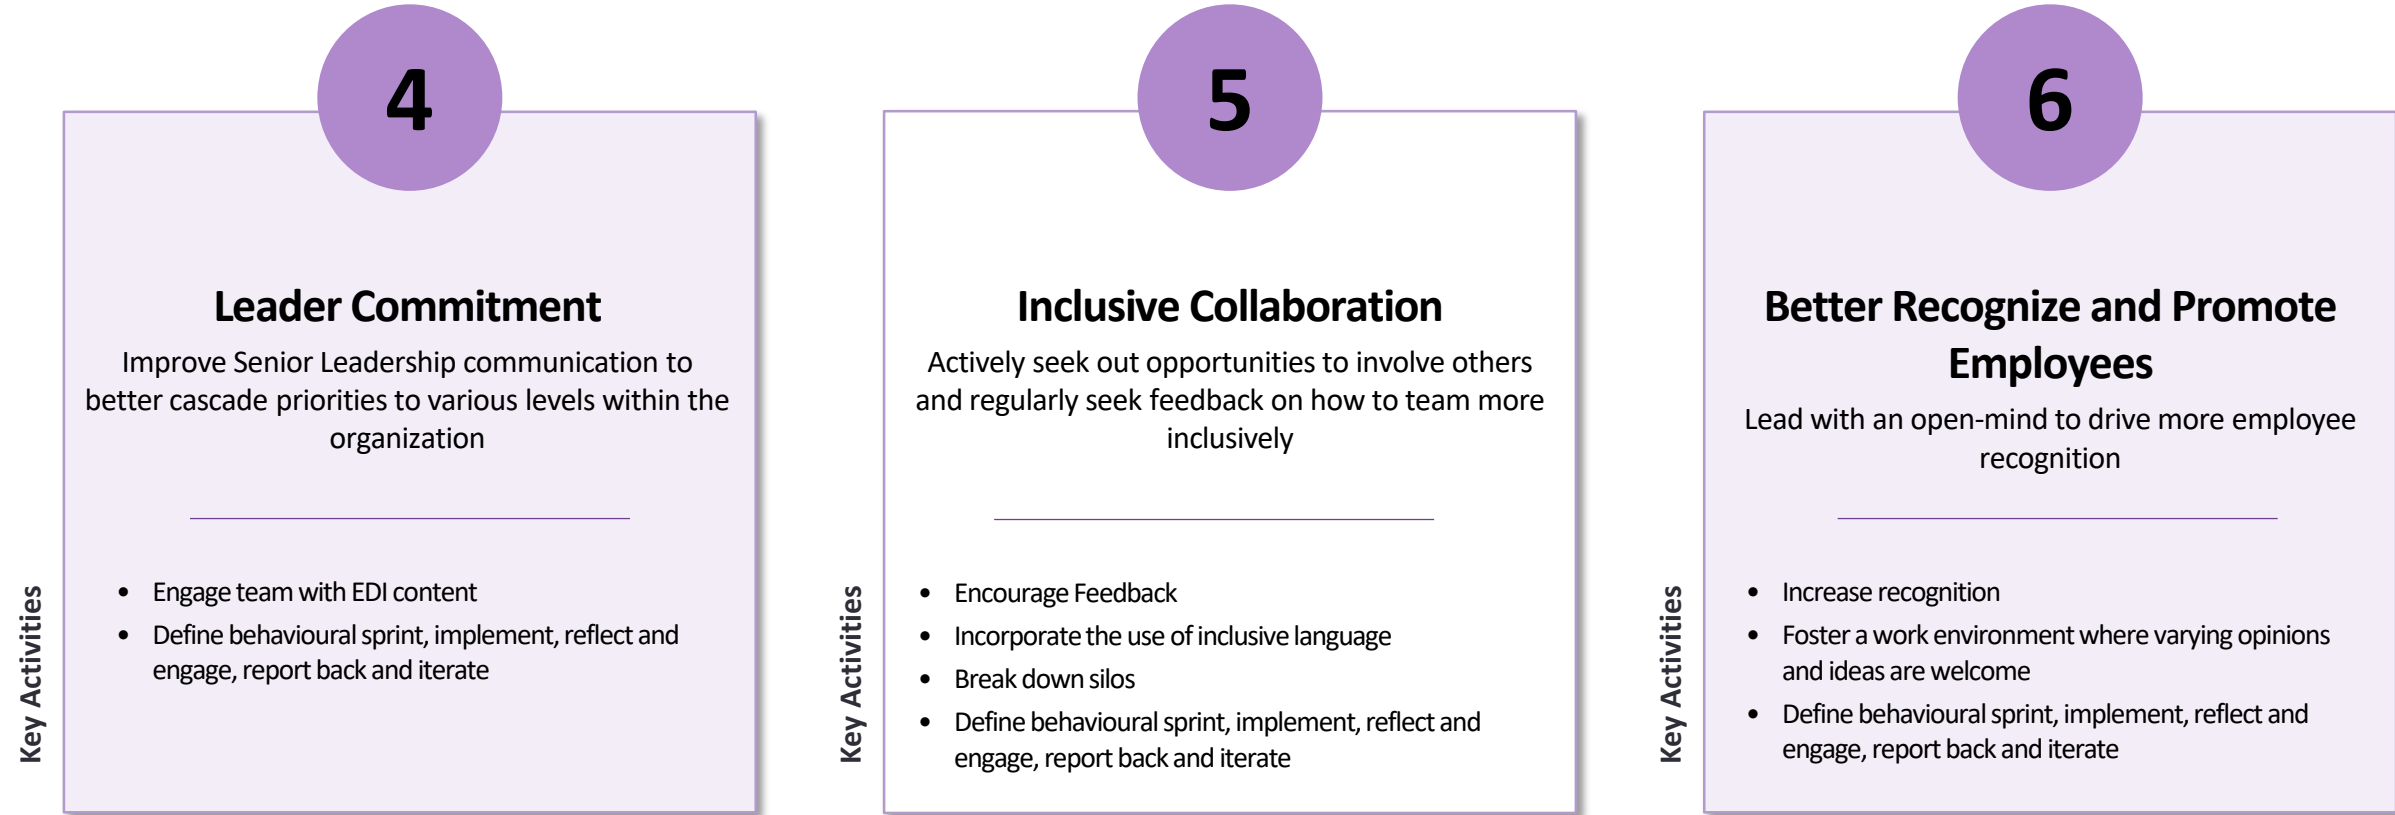 4
Leader Commitment
Improve Senior Leadership communication to
better cascade priorities to various levels within the
organization
Key Activities
• Engage team with EDI content
• Define behavioural sprint, implement, reflect and
engage, report back and iterate
5
Inclusive Collaboration
Actively seek out opportunities to involve others
and regularly seek feedback on how to team more
inclusively
Key Activities
• Encourage Feedback
• Incorporate the use of inclusive language
• Break down silos
• Define behavioural sprint, implement, reflect and
engage, report back and iterate
6
Better Recognize and Promote
Employees
Lead with an open-mind to drive more employee
recognition
Key Activities
• Increase recognition
• Foster a work environment where varying opinions
and ideas are welcome
• Define behavioural sprint, implement, reflect and
engage, report back and iterate